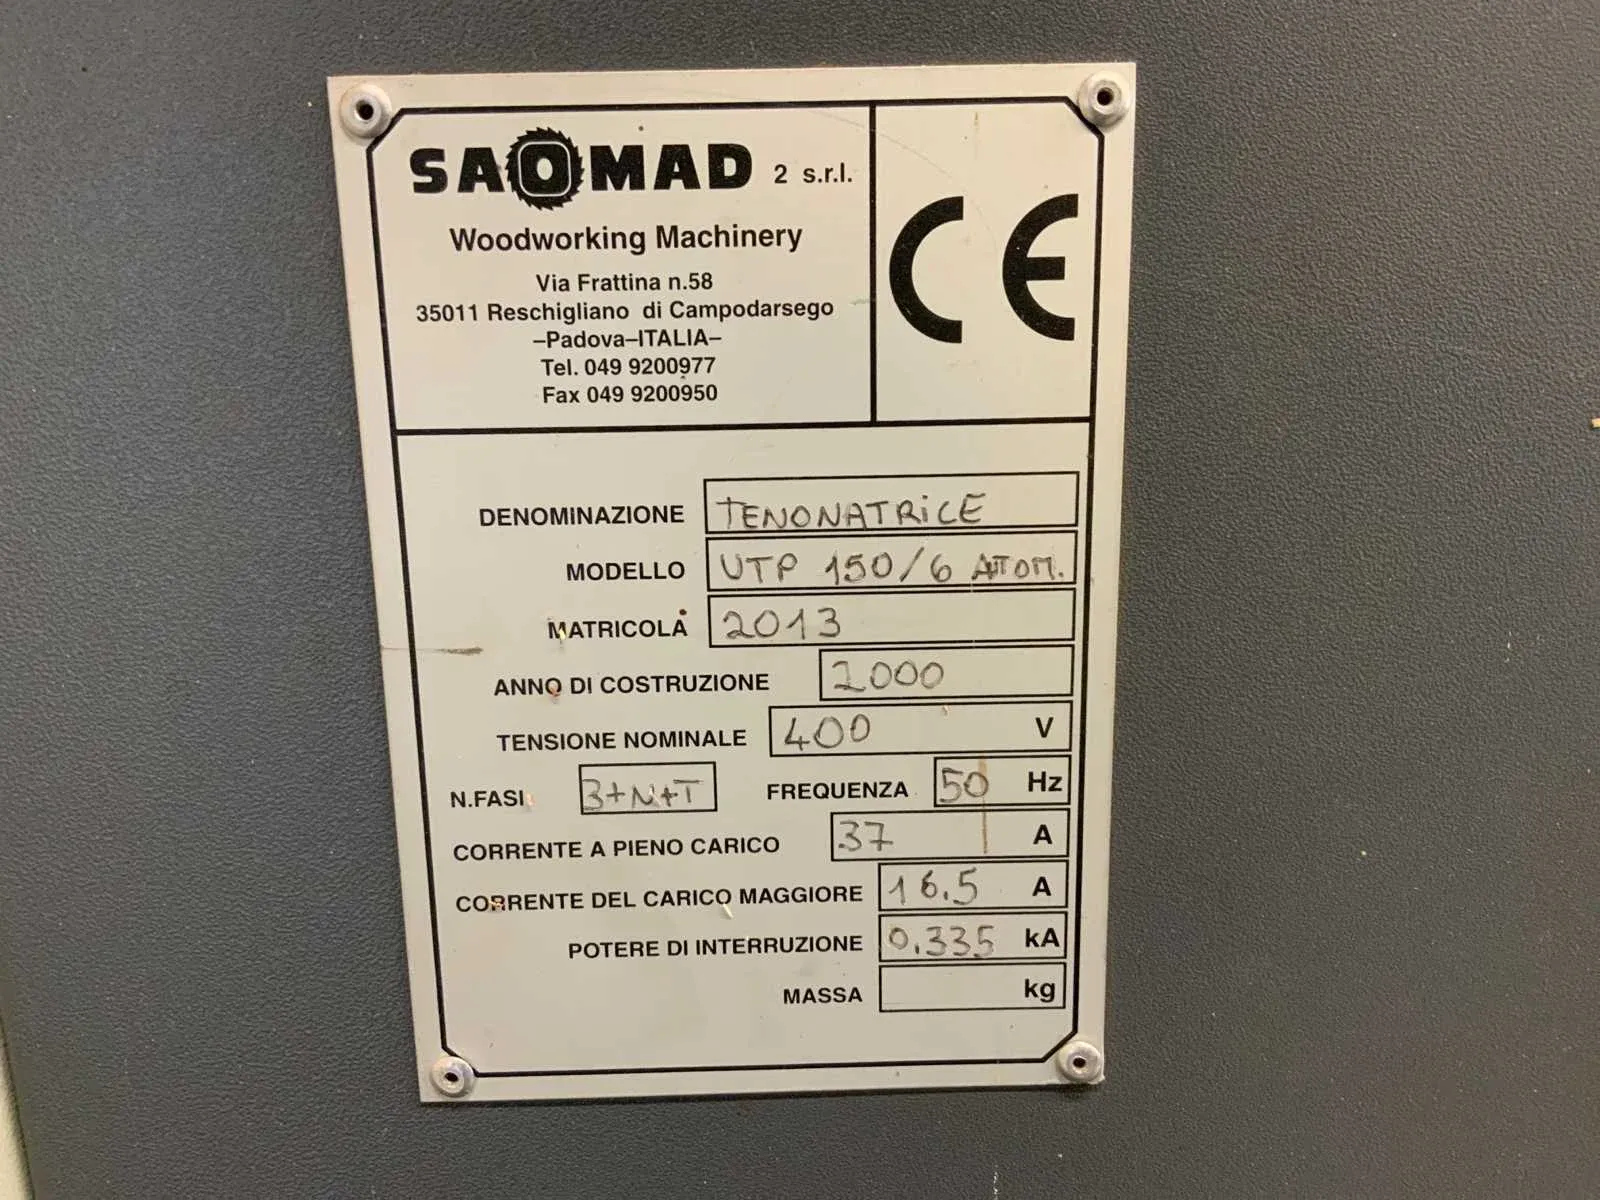 SAOMAD 2 s.r.l.
Woodworking Machinery
Via Frattina n.58
35011 Reschigliano di Campodarsego
–Padova–ITALIA–
Tel. 049 9200977
Fax 049 9200950
CE
DENOMINAZIONE TENONATRICE
MODELLO UTP 150/6 AUTOM.
MATRICOLA 2013
ANNO DI COSTRUZIONE 2000
TENSIONE NOMINALE 400 V
N.FASI 3+N+T FREQUENZA 50 Hz
CORRENTE A PIENO CARICO 37 A
CORRENTE DEL CARICO MAGGIORE 16.5 A
POTERE DI INTERRUZIONE 0.335 kA
MASSA kg